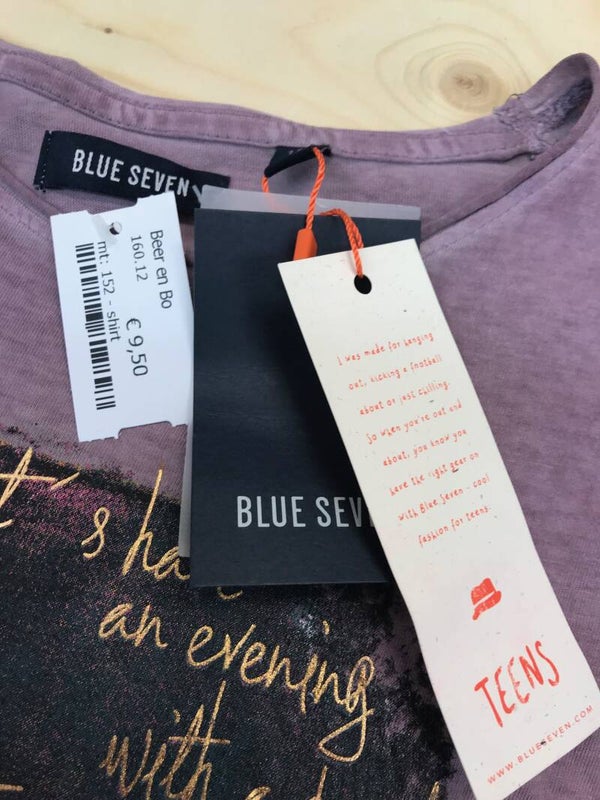 BLUE SEVEN
Beer en Bo
160.12
€ 9,50
mt: 152 - shirt
BLUE SEV
I was made for hanging
out, kicking a football
about or just chilling.
So when you're out and
about, you know you
have the right gear on
with Blue Seven - cool
fashion for teens.
TEENS
WWW.BLUESEVEN.COM
t's ha
an evening
with a